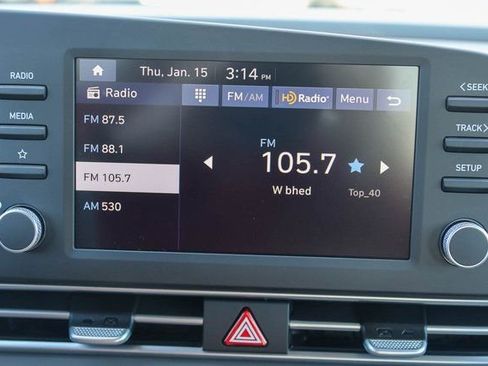 Thu, Jan. 15 3:14 PM
RADIO
Radio FM/AM HD Radio Menu
<SEEK
MEDIA
FM 87.5
FM 88.1
FM 105.7
AM 530
FM
105.7
W bhed Top_40
TRACK>
SETUP